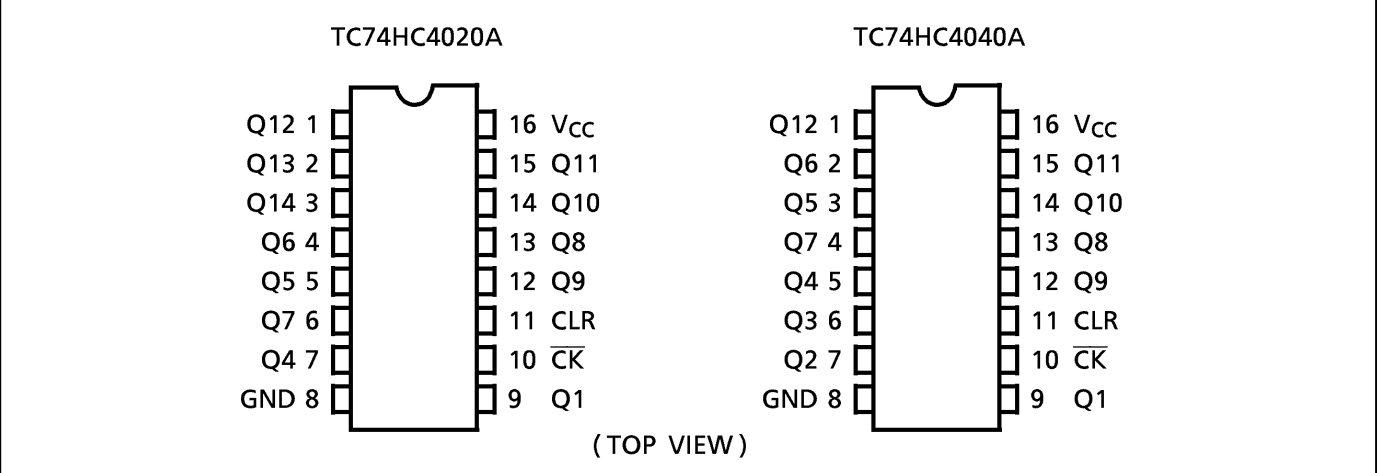 TC74HC4020A TC74HC4040A
Q12 1 16 VCC Q12 1 16 VCC
Q13 2 15 Q11 Q6 2 15 Q11
Q14 3 14 Q10 Q5 3 14 Q10
Q6 4 13 Q8 Q7 4 13 Q8
Q5 5 12 Q9 Q4 5 12 Q9
Q7 6 11 CLR Q3 6 11 CLR
Q4 7 10 C̅K̅ Q2 7 10 C̅K̅
GND 8 9 Q1 GND 8 9 Q1
(TOP VIEW)